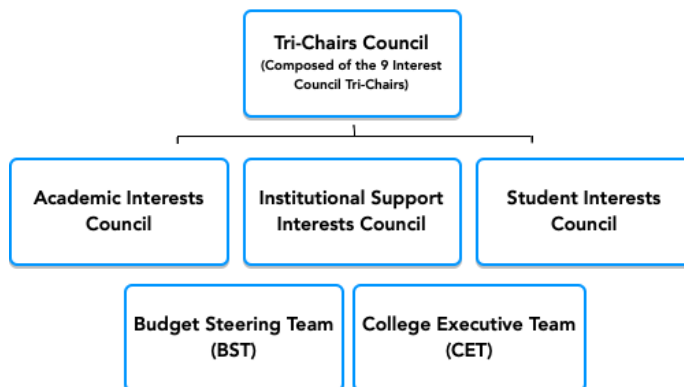 Tri-Chairs Council
(Composed of the 9 Interest
Council Tri-Chairs)
Academic Interests
Council
Institutional Support
Interests Council
Student Interests
Council
Budget Steering Team
(BST)
College Executive Team
(CET)